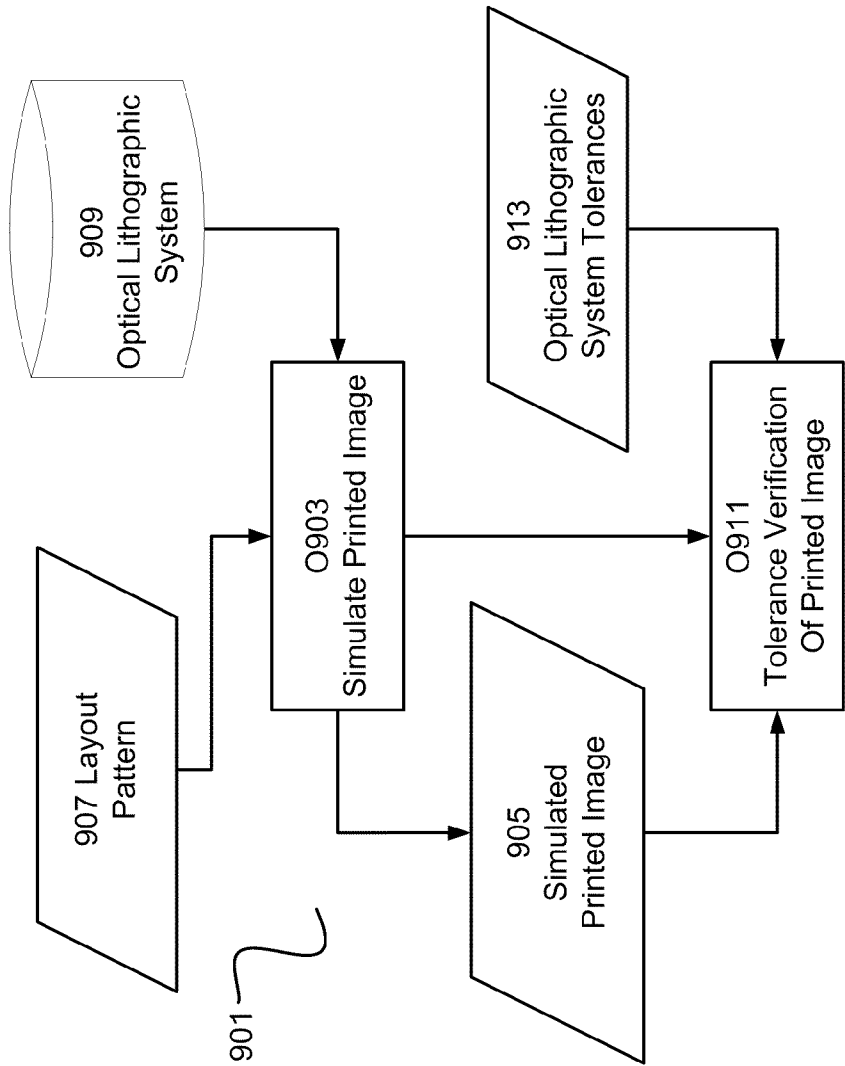 907 Layout
Pattern
909
Optical Lithographic
System
O903
Simulate Printed Image
901
905
Simulated
Printed Image
913
Optical Lithographic
System Tolerances
O911
Tolerance Verification
Of Printed Image